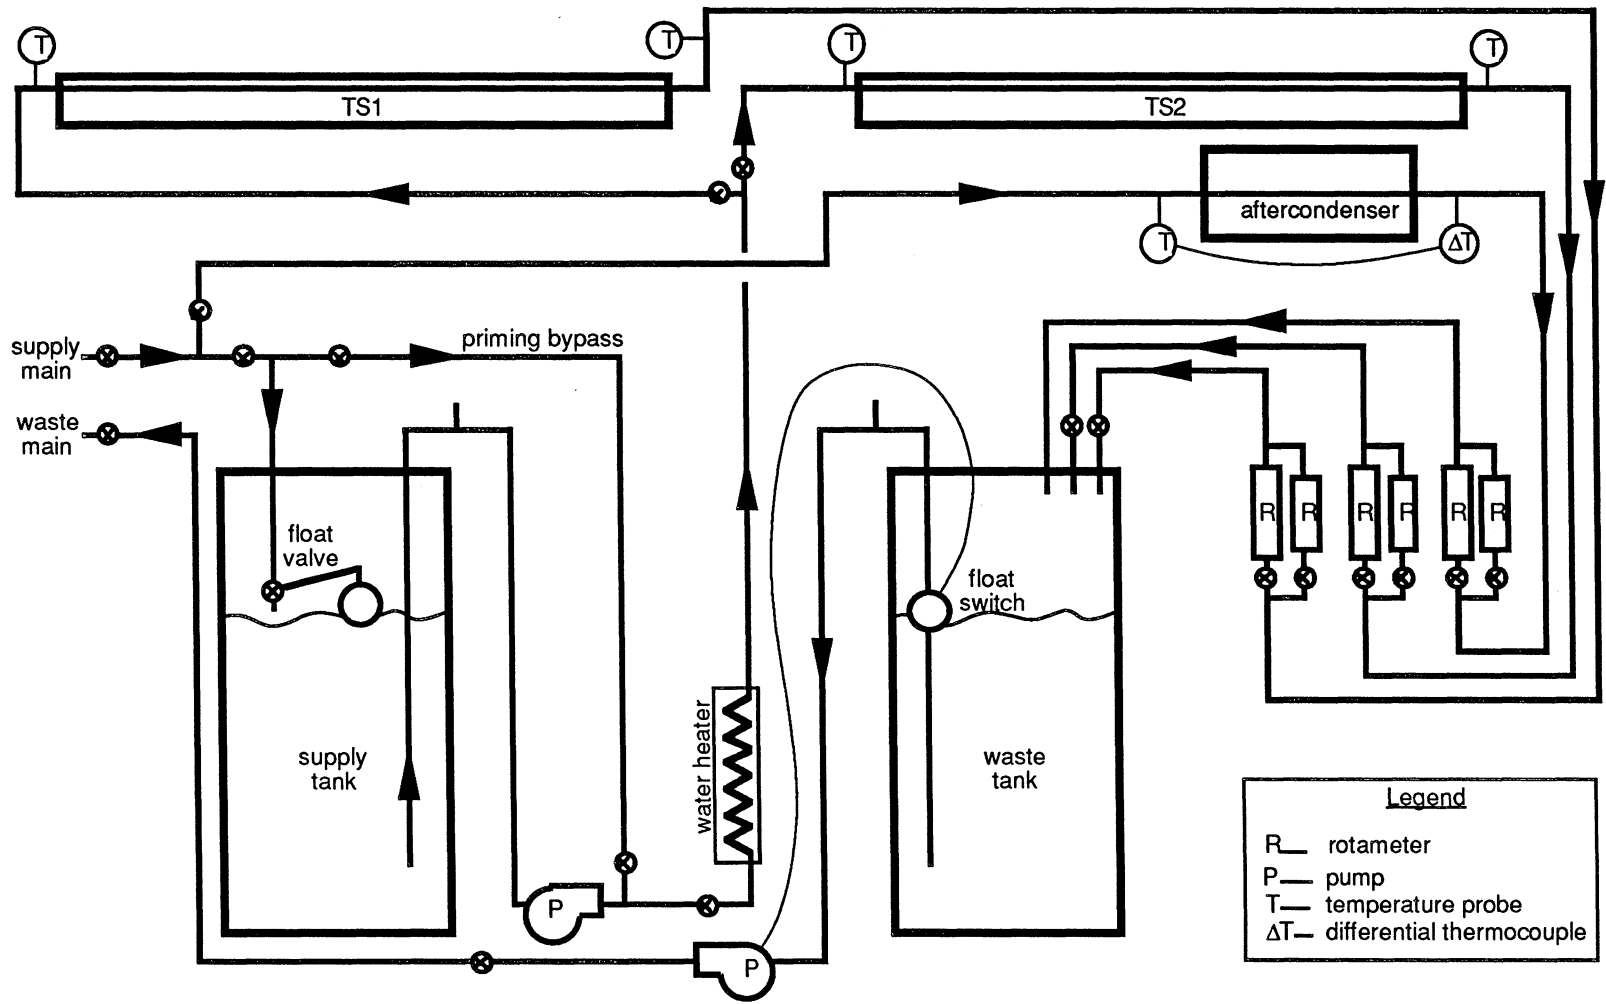 T
T
T
T
TS1
TS2
aftercondenser
T
ΔT
supply
main
priming bypass
waste
main
float
valve
float
switch
R
R
R
R
R
R
supply
tank
water heater
waste
tank
P
P
Legend
R— rotameter
P— pump
T— temperature probe
ΔT— differential thermocouple